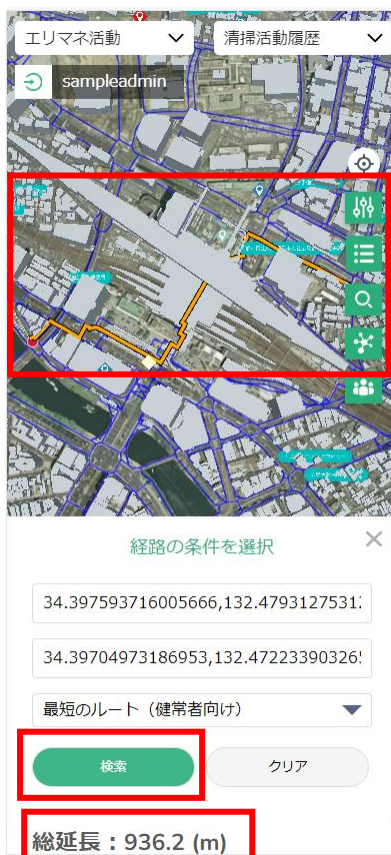 エリマネ活動
清掃活動履歴
sampleadmin
経路の条件を選択
34.397593716005666,132.47931275312
34.39704973186953,132.47223390326
最短のルート（健常者向け）
検索
クリア
総延長：936.2 (m)